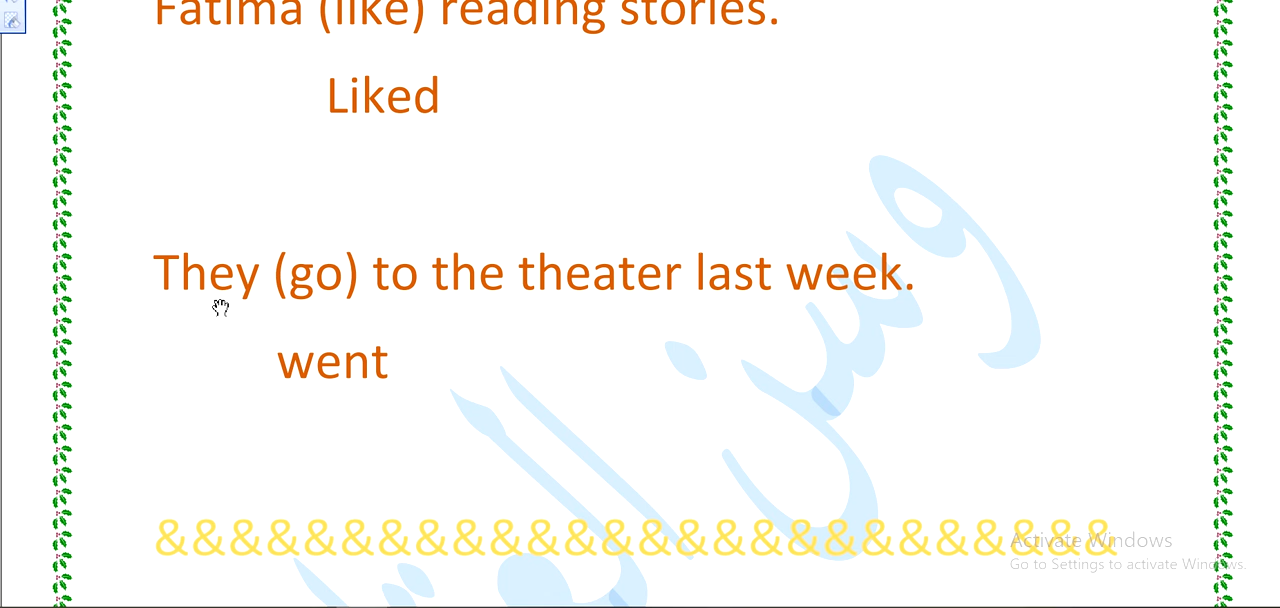 Fatima (like) reading stories.
Liked
They (go) to the theater last week.
went
&&&&&&&&&&&&&&&&&&&&&&&&&&
Activate Windows
Go to Settings to activate Windows.